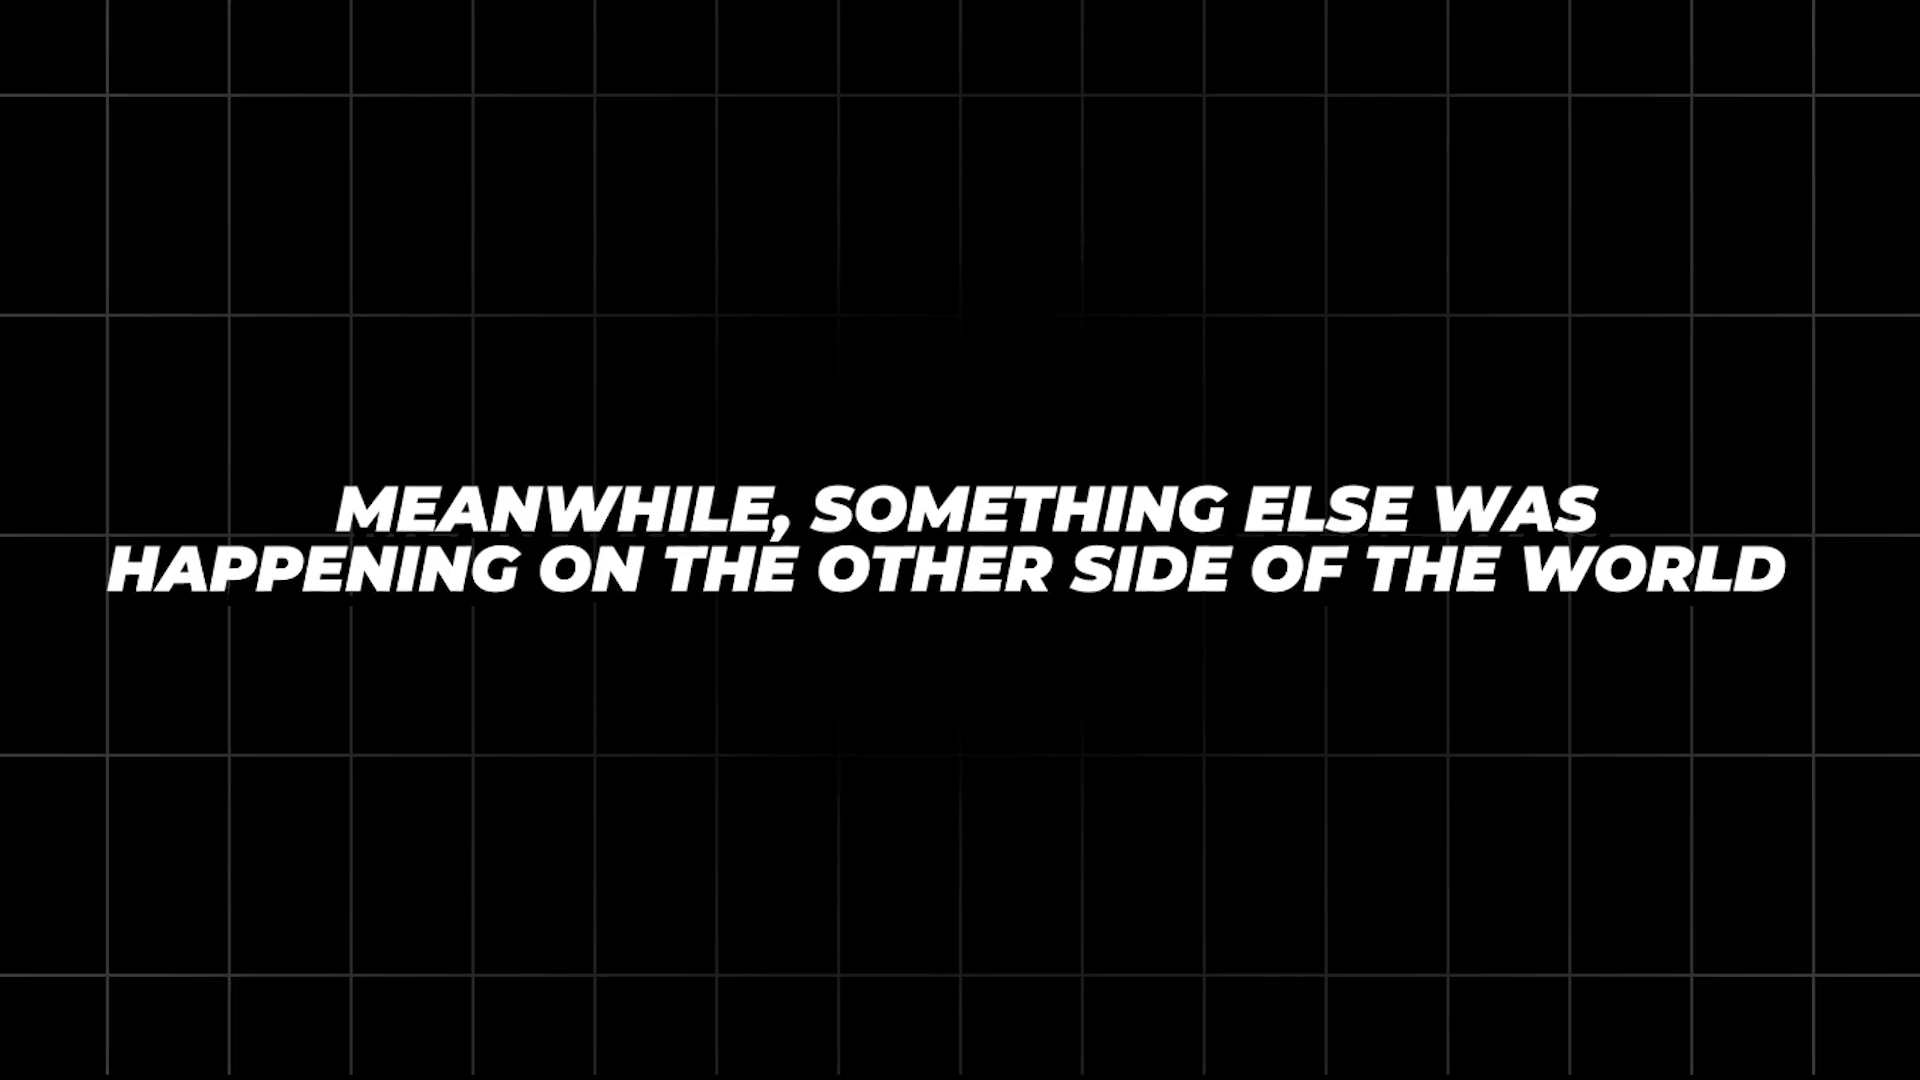 MEANWHILE, SOMETHING ELSE WAS
HAPPENING ON THE OTHER SIDE OF THE WORLD